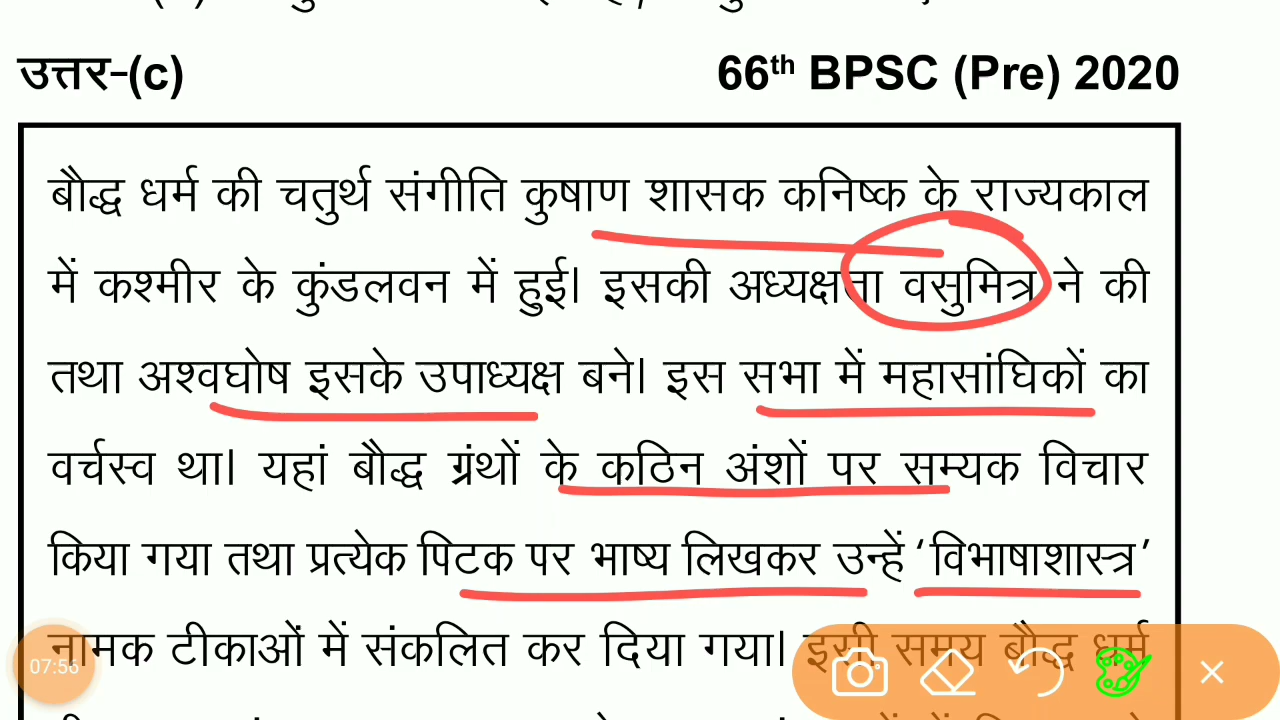 उत्तर-(c) 66th BPSC (Pre) 2020
बौद्ध धर्म की चतुर्थ संगीति कुषाण शासक कनिष्क के राज्यकाल
में कश्मीर के कुंडलवन में हुई। इसकी अध्यक्षता वसुमित्र ने की
तथा अश्वघोष इसके उपाध्यक्ष बने। इस सभा में महासांघिकों का
वर्चस्व था। यहां बौद्ध ग्रंथों के कठिन अंशों पर सम्यक विचार
किया गया तथा प्रत्येक पिटक पर भाष्य लिखकर उन्हें ‘विभाषाशास्त्र’
नामक टीकाओं में संकलित कर दिया गया। इसी समय बौद्ध धर्म
07:56